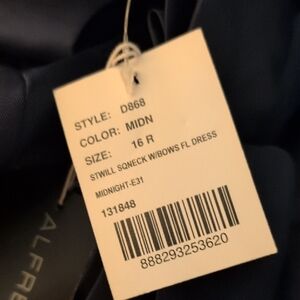 STYLE: D868
COLOR: MIDN
SIZE: 16 R
STWILL SQNECK W/BOWS FL DRESS
MIDNIGHT-E31
131848
888293253620
ALFRE